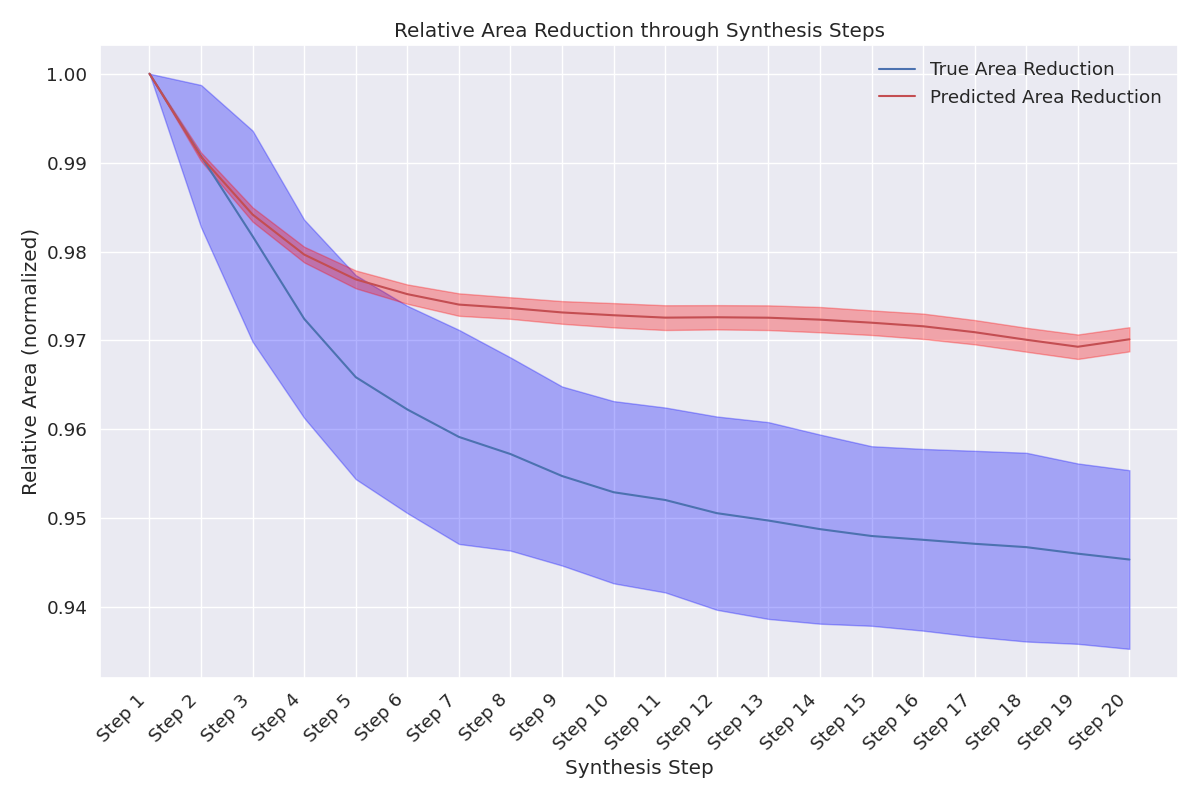 Relative Area Reduction through Synthesis Steps
True Area Reduction
Predicted Area Reduction
Relative Area (normalized)
1.00
0.99
0.98
0.97
0.96
0.95
0.94
Step 1
Step 2
Step 3
Step 4
Step 5
Step 6
Step 7
Step 8
Step 9
Step 10
Step 11
Step 12
Step 13
Step 14
Step 15
Step 16
Step 17
Step 18
Step 19
Step 20
Synthesis Step